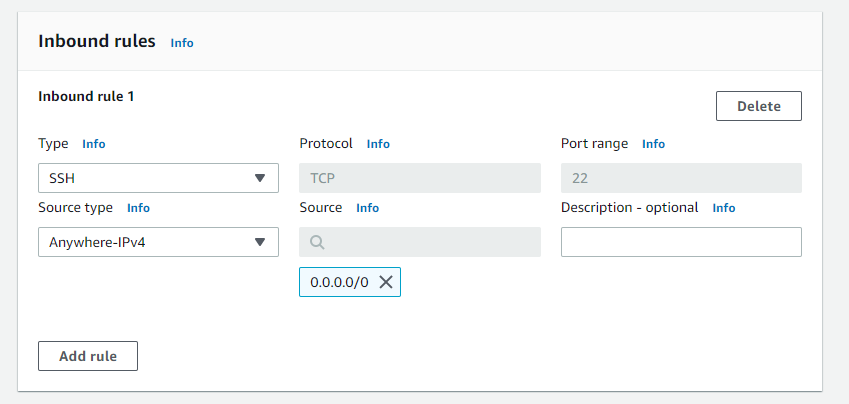 Inbound rules Info
Inbound rule 1
Delete
Type Info Protocol Info Port range Info
SSH TCP 22
Source type Info Source Info Description - optional Info
Anywhere-IPv4
0.0.0.0/0
Add rule